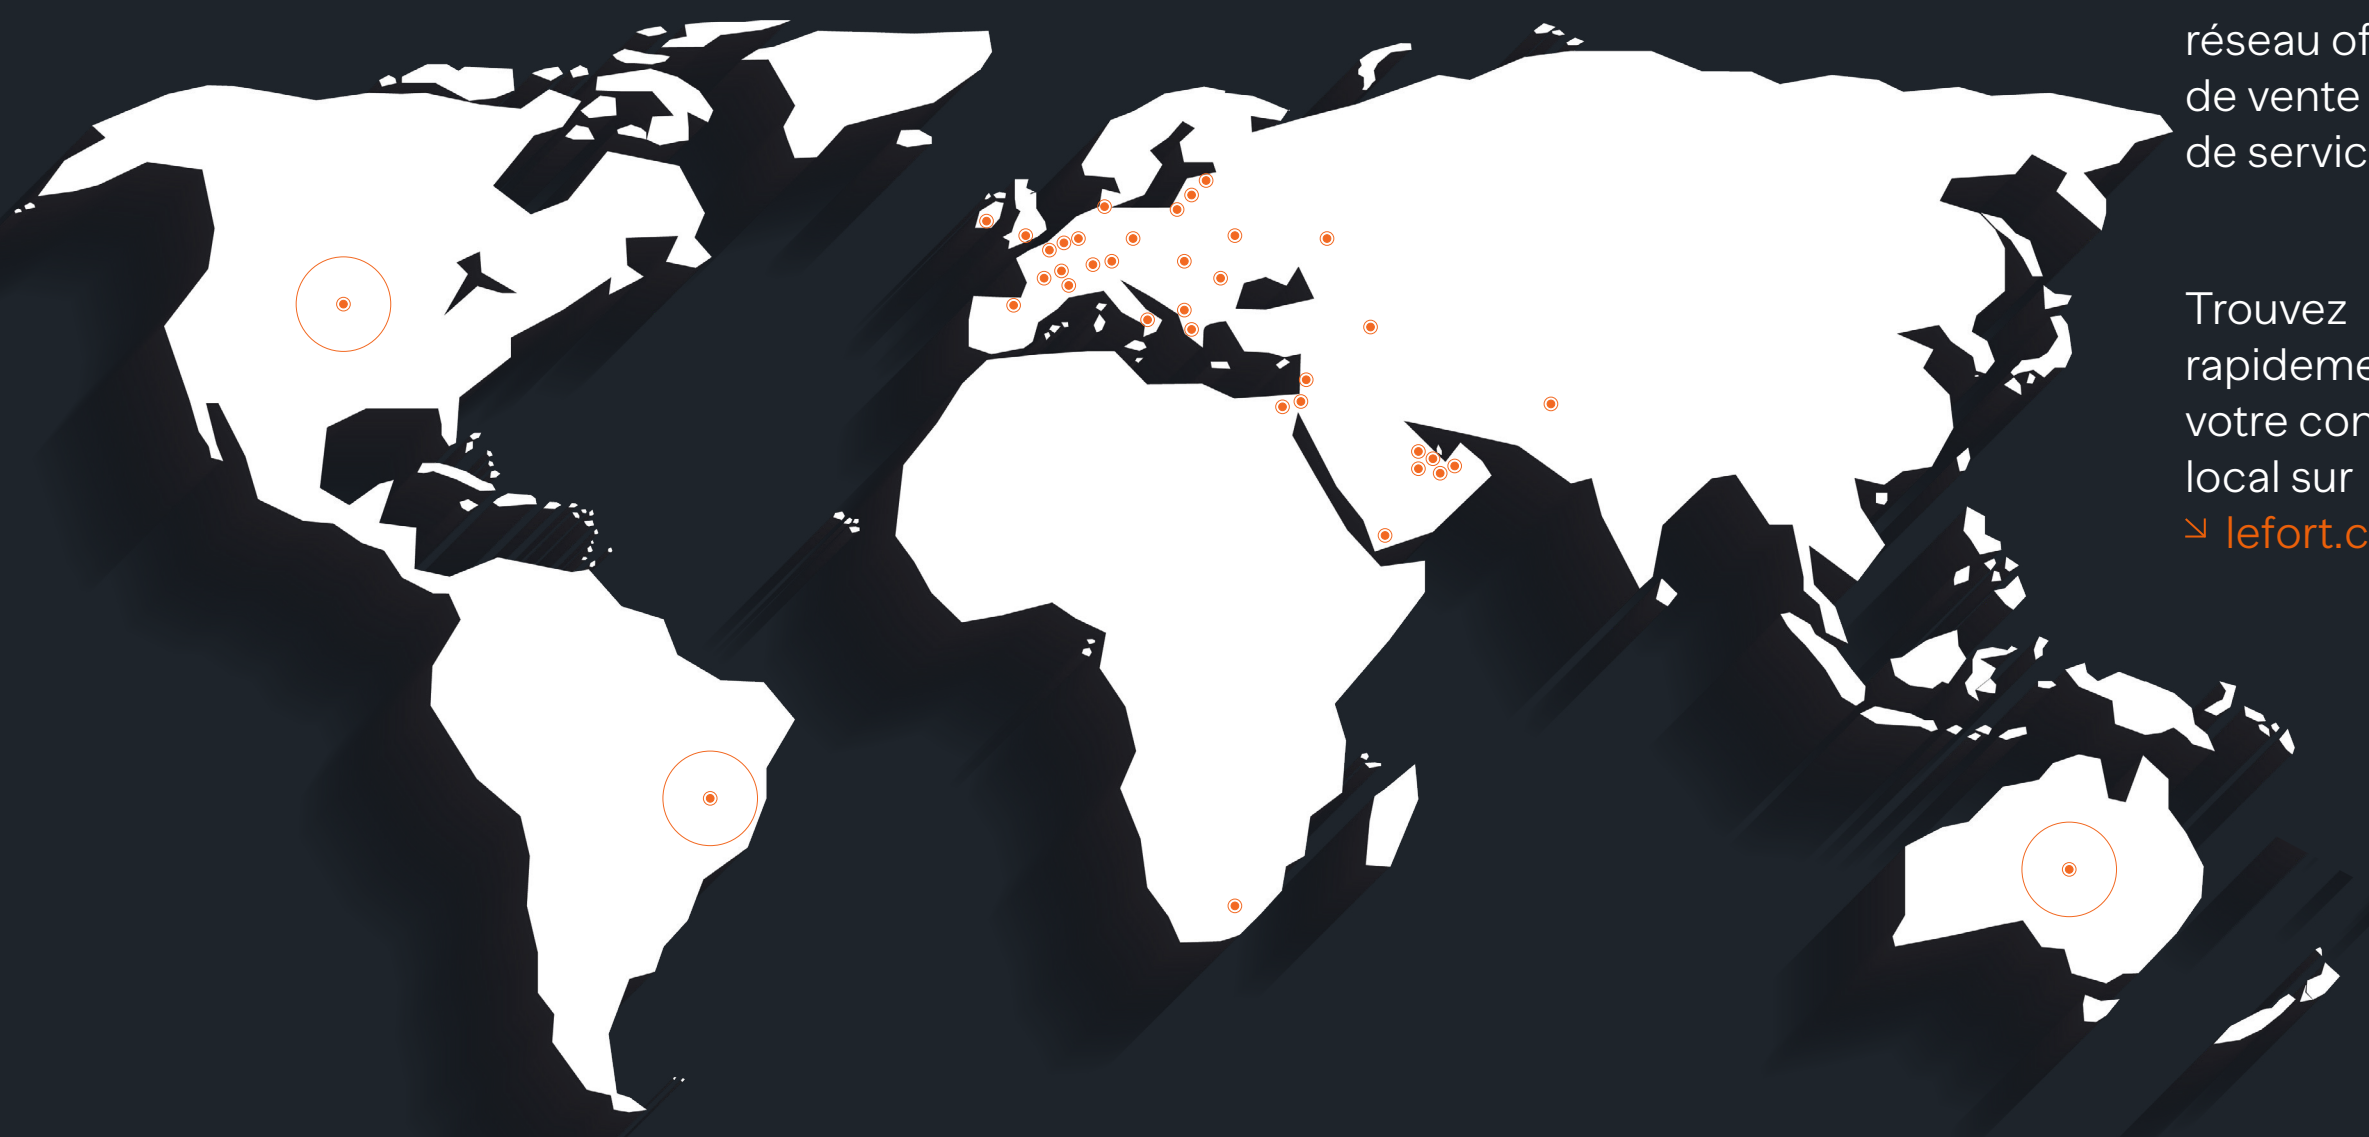 réseau of
de vente
de servic
Trouvez
rapideme
votre con
local sur
↘ lefort.c